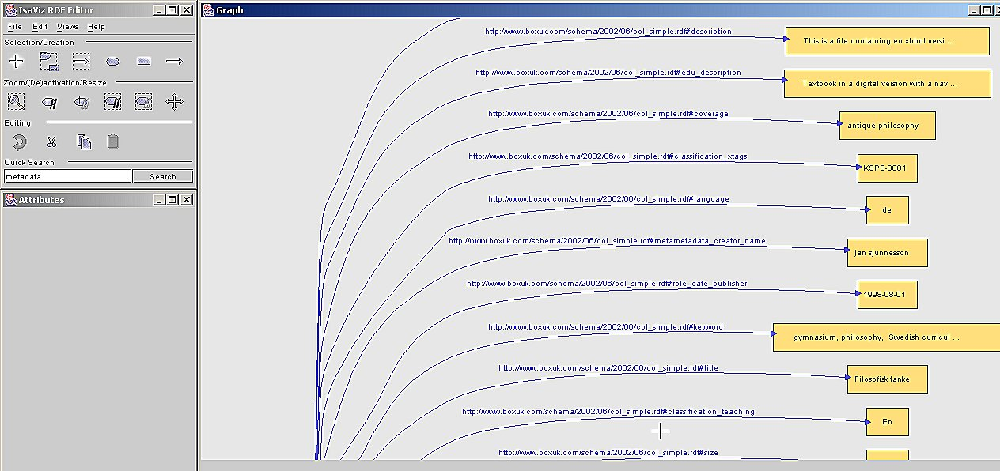 IsaViz RDF Editor
File Edit Views Help
Selection/Creation
Zoom/(De)activation/Resize
Editing
Quick Search
metadata
Search
Attributes
Graph
http://www.boxuk.com/schema/2002/06/col_simple.rdf#description
This is a file containing en xhtml versi ...
http://www.boxuk.com/schema/2002/06/col_simple.rdf#edu_description
Textbook in a digital version with a nav ...
http://www.boxuk.com/schema/2002/06/col_simple.rdf#coverage
antique philosophy
http://www.boxuk.com/schema/2002/06/col_simple.rdf#classification_xtags
KSPS-0001
http://www.boxuk.com/schema/2002/06/col_simple.rdf#language
de
http://www.boxuk.com/schema/2002/06/col_simple.rdf#metametadata_creator_name
jan sjunnesson
http://www.boxuk.com/schema/2002/06/col_simple.rdf#role_date_publisher
1998-08-01
http://www.boxuk.com/schema/2002/06/col_simple.rdf#keyword
gymnasium, philosophy, Swedish curricul ...
http://www.boxuk.com/schema/2002/06/col_simple.rdf#title
Filosofisk tanke
http://www.boxuk.com/schema/2002/06/col_simple.rdf#classification_teaching
En
http://www.boxuk.com/schema/2002/06/col_simple.rdf#size